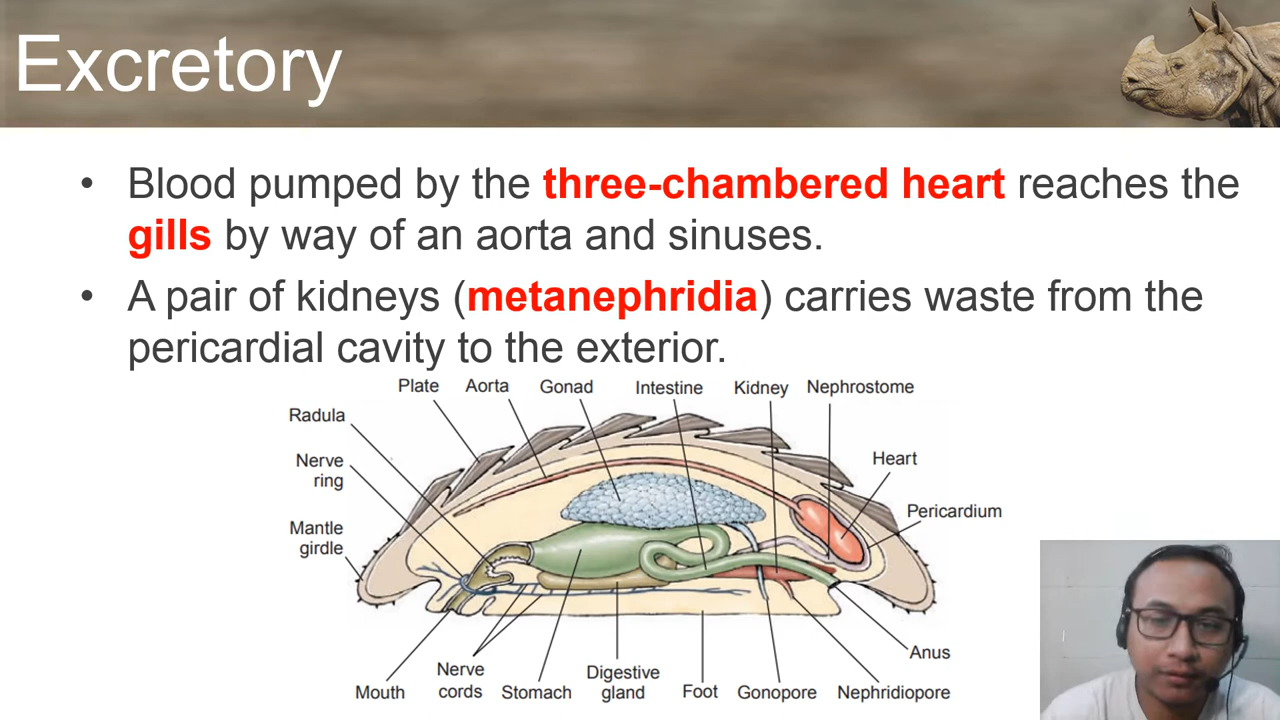 Excretory
• Blood pumped by the three-chambered heart reaches the
gills by way of an aorta and sinuses.
• A pair of kidneys (metanephridia) carries waste from the
pericardial cavity to the exterior.
Plate Aorta Gonad Intestine Kidney Nephrostome
Radula
Nerve
ring
Heart
Pericardium
Mantle
girdle
Anus
Mouth
Nerve
cords
Stomach
Digestive
gland
Foot
Gonopore
Nephridiopore